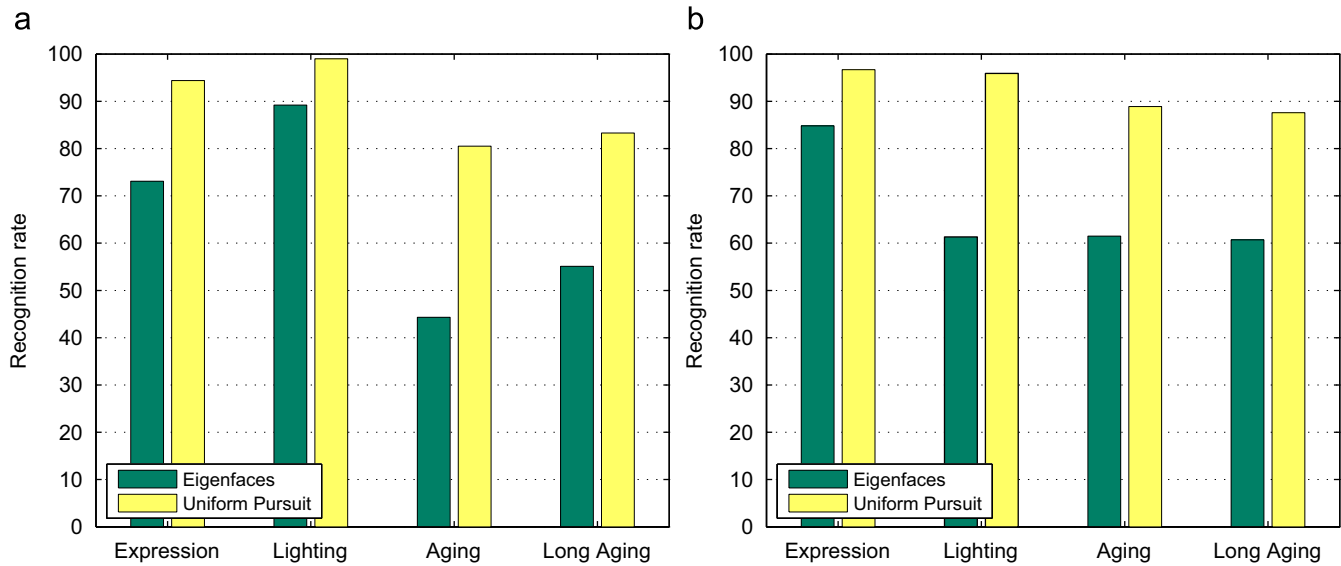 a
Recognition rate
100
90
80
70
60
50
40
30
20
10
0
Eigenfaces
Uniform Pursuit
Expression Lighting Aging Long Aging
b
Recognition rate
100
90
80
70
60
50
40
30
20
10
0
Eigenfaces
Uniform Pursuit
Expression Lighting Aging Long Aging